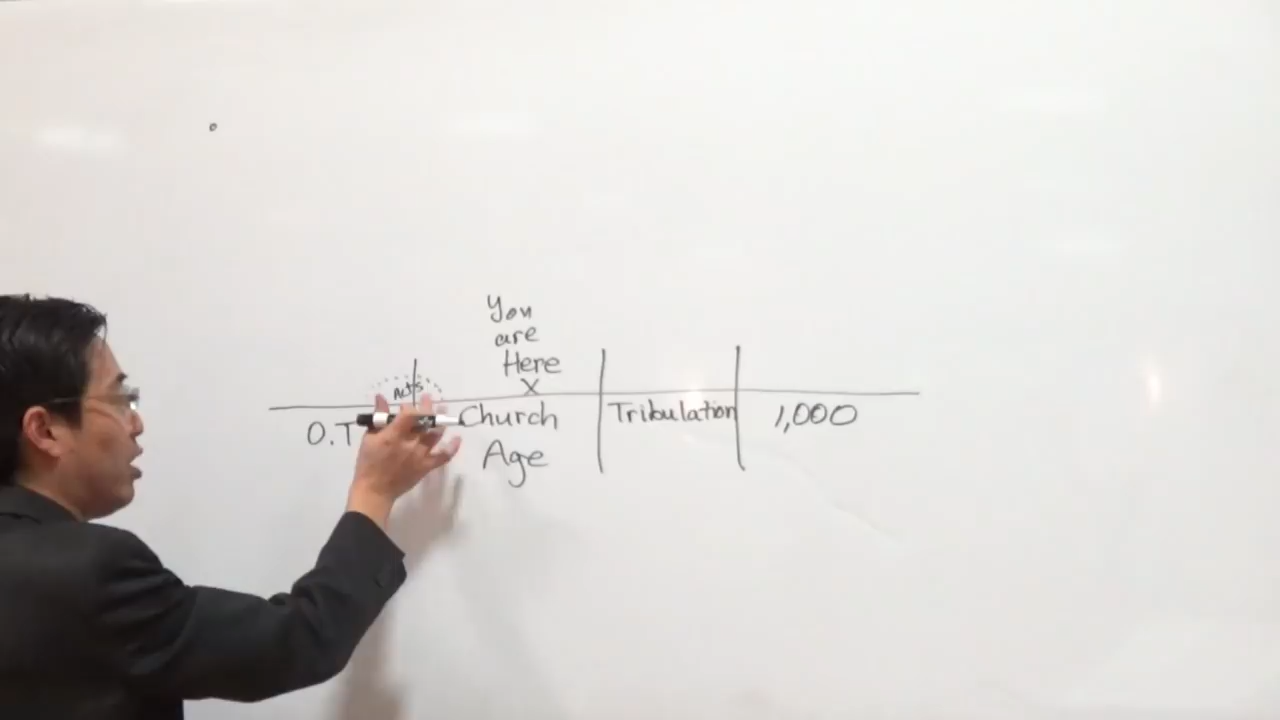 You
are
Here
X
Acts
O.T
Church
Age
Tribulation
1,000